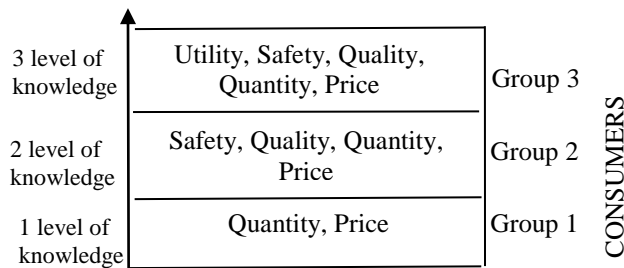 3 level of
knowledge
Utility, Safety, Quality,
Quantity, Price
Group 3
2 level of
knowledge
Safety, Quality, Quantity,
Price
Group 2
1 level of
knowledge
Quantity, Price
Group 1
CONSUMERS